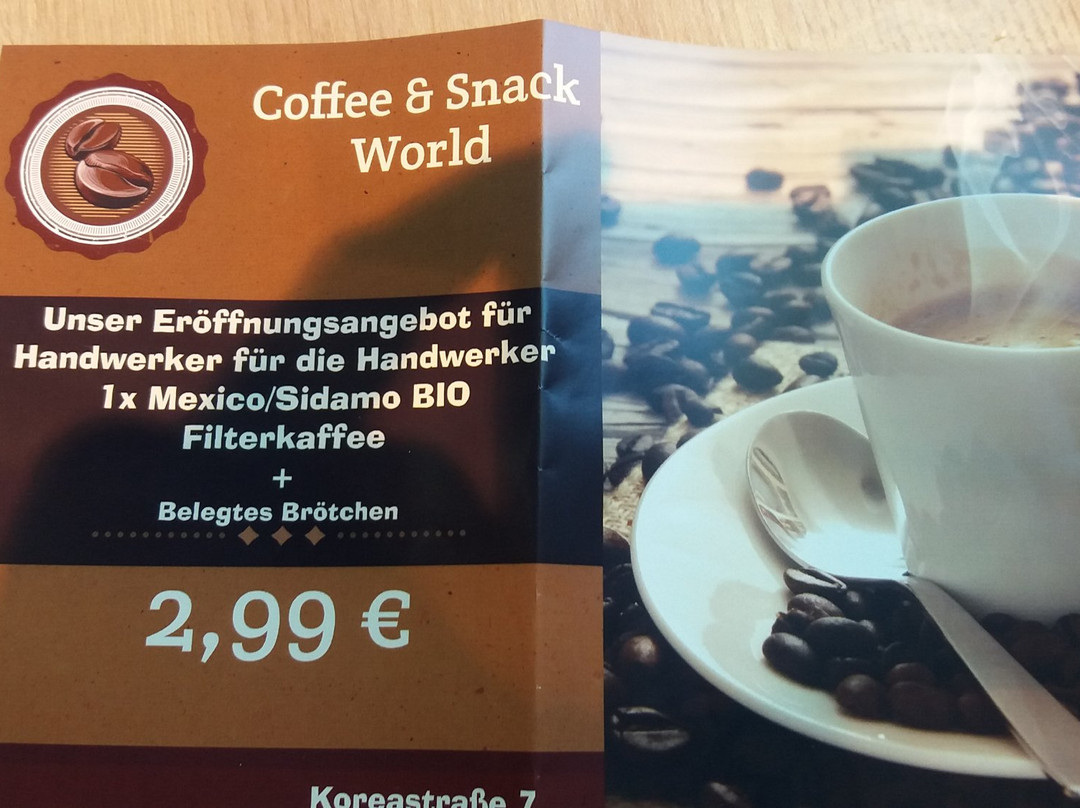 Coffee & Snack
World
Unser Eröffnungsangebot für
Handwerker für die Handwerker
1x Mexico/Sidamo BIO
Filterkaffee
+
Belegtes Brötchen
2,99 €
Koreastraße 7